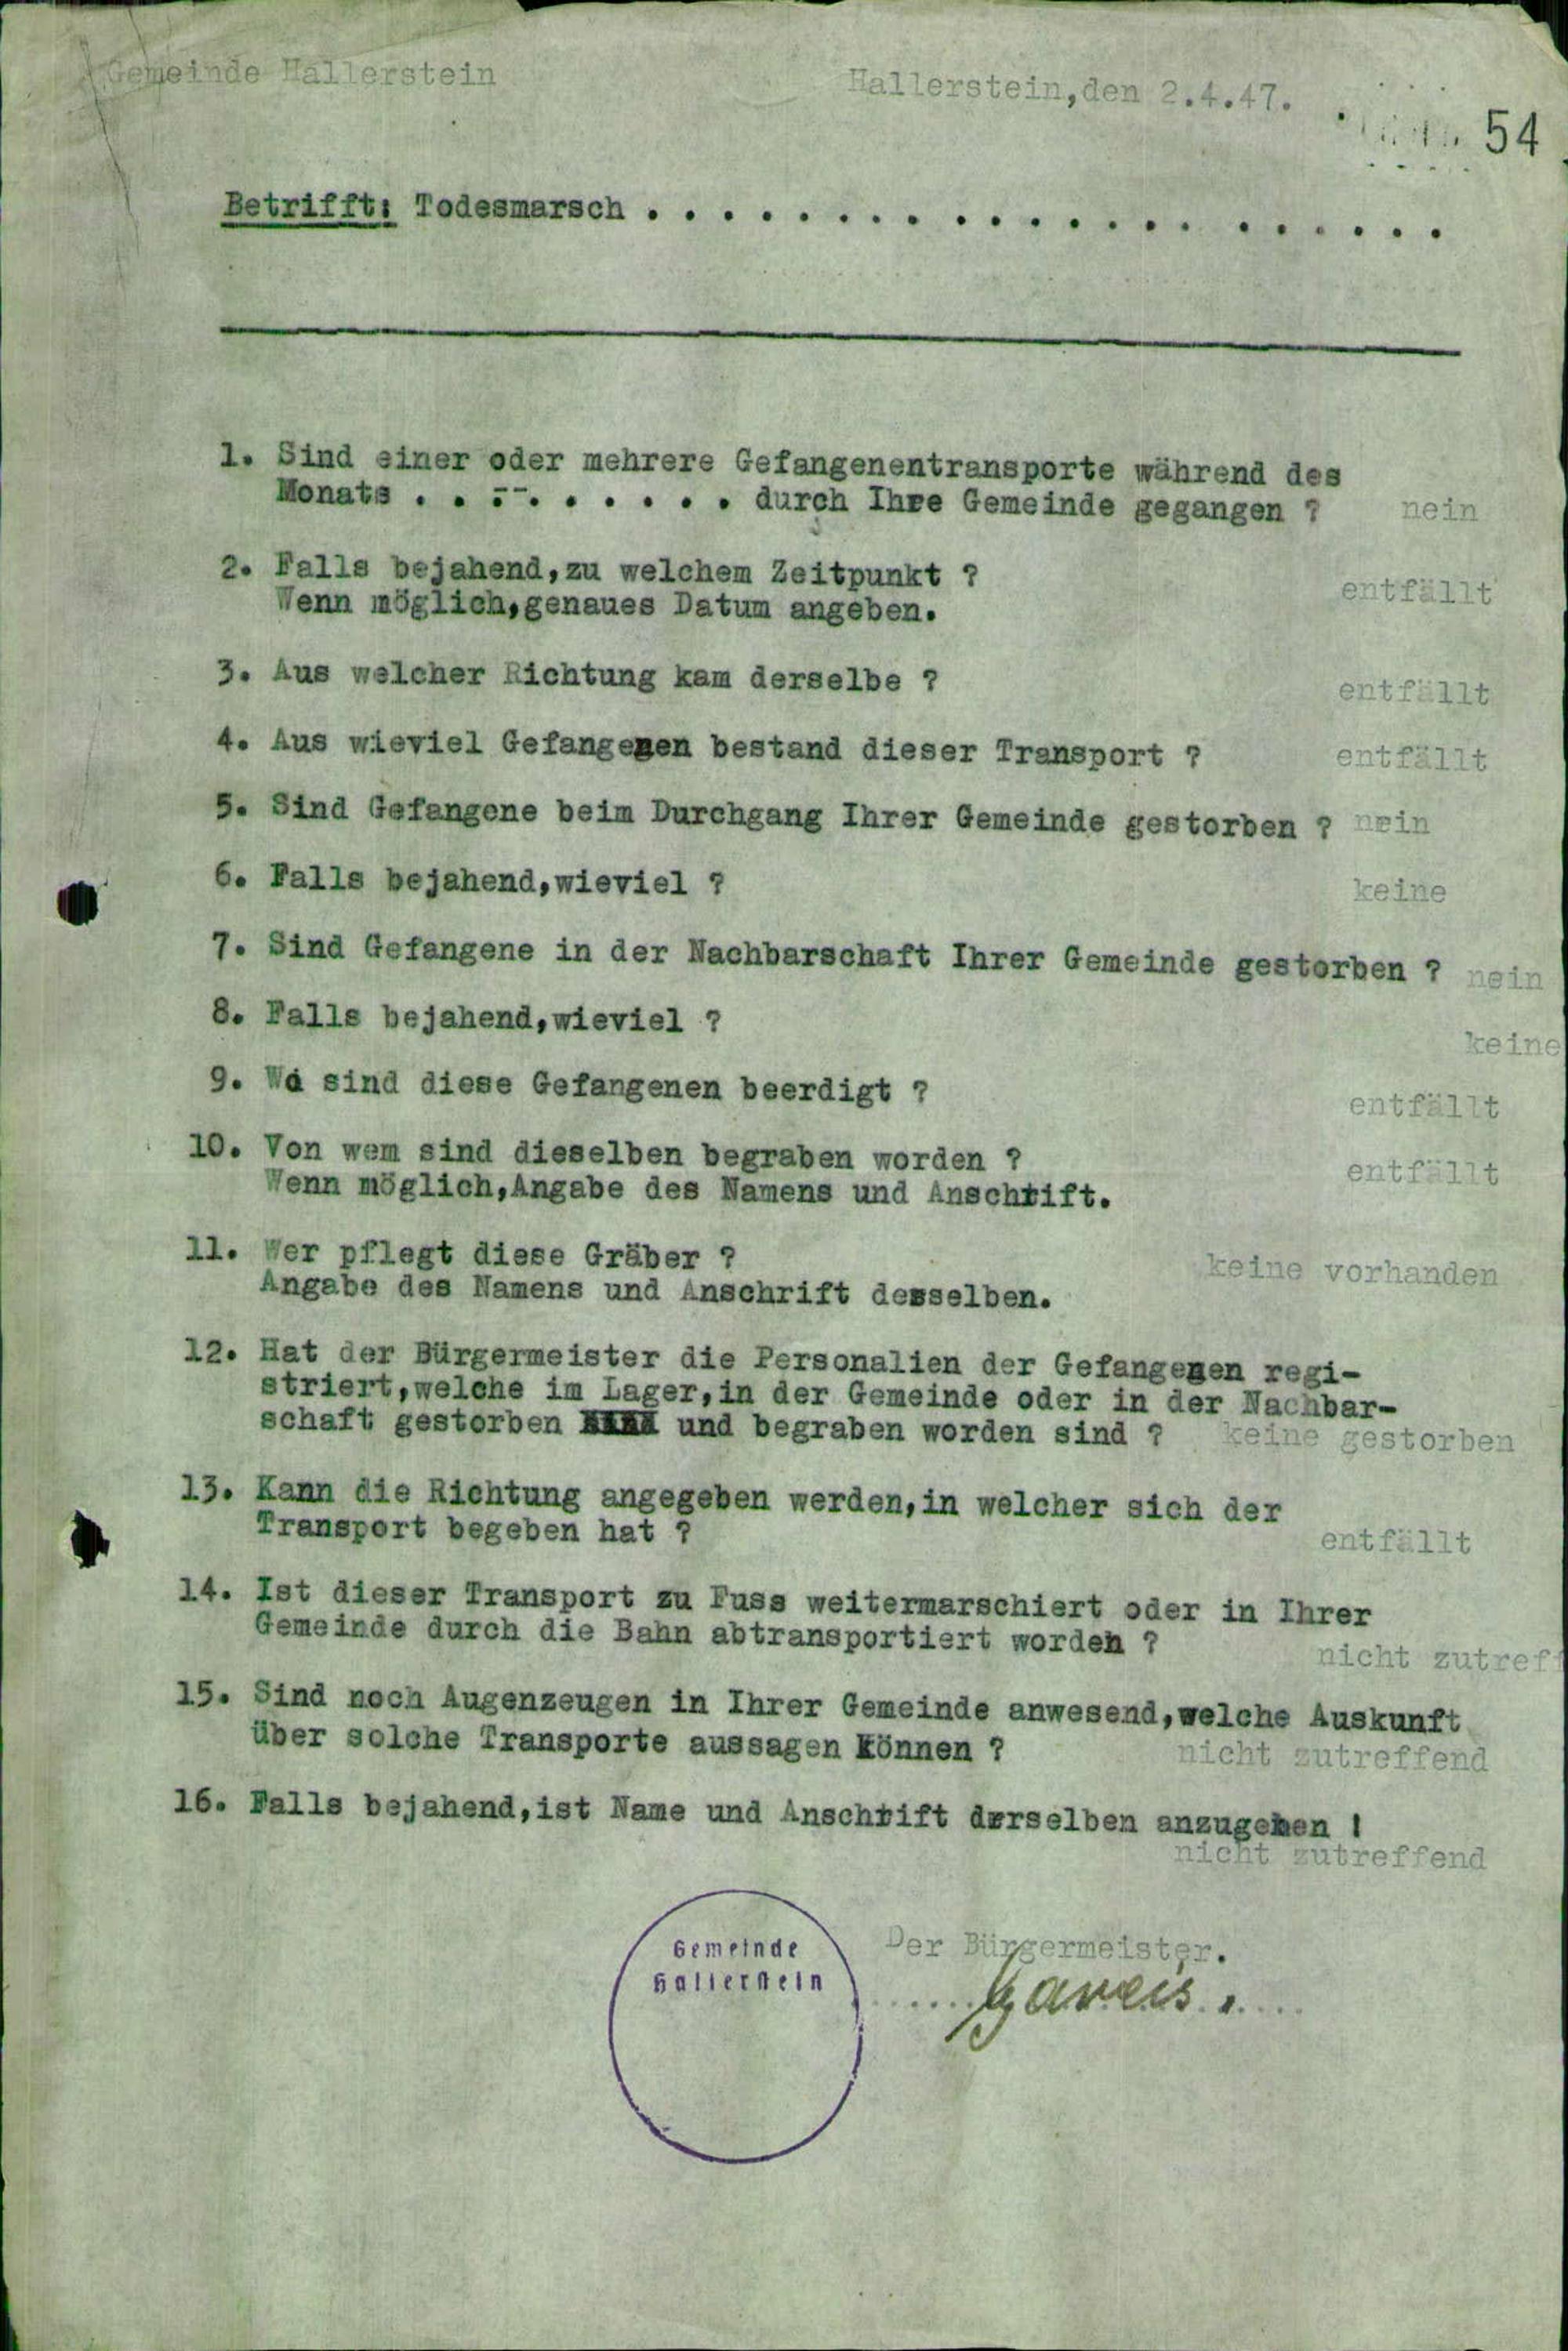 Gemeinde Hallerstein
Hallerstein,den 2.4.47.
54
Betrifft: Todesmarsch . . . . . . . . . . . . . . . . . . . . . .
1. Sind einer oder mehrere Gefangenentransporte während des
Monats . . . . . . . . . durch Ihre Gemeinde gegangen ? nein
2. Falls bejahend,zu welchem Zeitpunkt ?
entfällt
Wenn möglich,genaues Datum angeben.
3. Aus welcher Richtung kam derselbe ? entfällt
4. Aus wieviel Gefangenen bestand dieser Transport ? entfällt
5. Sind Gefangene beim Durchgang Ihrer Gemeinde gestorben ? nein
6. Falls bejahend,wieviel ? keine
7. Sind Gefangene in der Nachbarschaft Ihrer Gemeinde gestorben ? nein
8. Falls bejahend,wieviel ? keine
9. Wo sind diese Gefangenen beerdigt ? entfällt
10. Von wem sind dieselben begraben worden ? entfällt
Wenn möglich,Angabe des Namens und Anschrift.
11. Wer pflegt diese Gräber ? keine vorhanden
Angabe des Namens und Anschrift desselben.
12. Hat der Bürgermeister die Personalien der Gefangenen regi-
striert,welche im Lager,in der Gemeinde oder in der Nachbar-
schaft gestorben und begraben worden sind ? keine gestorben
13. Kann die Richtung angegeben werden,in welcher sich der
Transport begeben hat ? entfällt
14. Ist dieser Transport zu Fuss weitermarschiert oder in Ihrer
Gemeinde durch die Bahn abtransportiert worden ? nicht zutreff
15. Sind noch Augenzeugen in Ihrer Gemeinde anwesend,welche Auskunft
über solche Transporte aussagen können ? nicht zutreffend
16. Falls bejahend,ist Name und Anschrift derselben anzugeben !
nicht zutreffend
Gemeinde
Hallerstein
Der Bürgermeister.
Gareis.